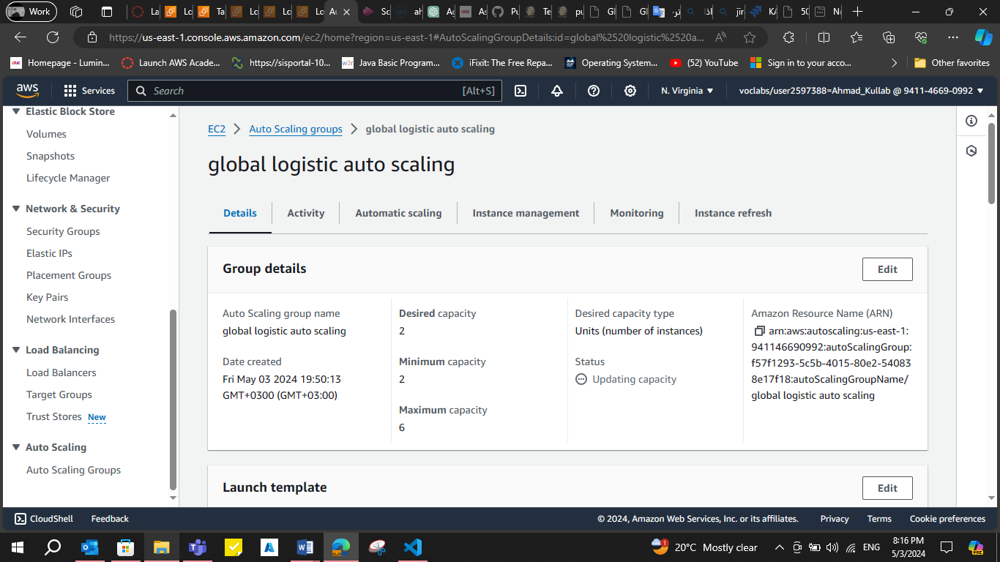 Work
La
Lo
Ta
Lo
Lo
Lo
Au
Sc
ah
As
Pu
Te
pu
Gl
Gl
jir
KA
50
https://us-east-1.console.aws.amazon.com/ec2/home?region=us-east-1#AutoScalingGroupDetails:id=global%2520logistic%2520a...
Homepage - Lumin...
Launch AWS Acade...
https://sisportal-10...
Java Basic Program...
iFixit: The Free Repa...
Operating System...
(52) YouTube
Sign in to your acco...
Other favorites
aws
Services
Search
[Alt+S]
N. Virginia
voclabs/user2597388=Ahmad_Kullab @ 9411-4669-0992
Elastic Block Store
Volumes
Snapshots
Lifecycle Manager
Network & Security
Security Groups
Elastic IPs
Placement Groups
Key Pairs
Network Interfaces
Load Balancing
Load Balancers
Target Groups
Trust Stores New
Auto Scaling
Auto Scaling Groups
EC2 > Auto Scaling groups > global logistic auto scaling
global logistic auto scaling
Details
Activity
Automatic scaling
Instance management
Monitoring
Instance refresh
Group details
Edit
Auto Scaling group name
global logistic auto scaling
Date created
Fri May 03 2024 19:50:13
GMT+0300 (GMT+03:00)
Desired capacity
2
Minimum capacity
2
Maximum capacity
6
Desired capacity type
Units (number of instances)
Status
Updating capacity
Amazon Resource Name (ARN)
arn:aws:autoscaling:us-east-1:
941146690992:autoScalingGroup:
f57f1293-5c5b-4015-80e2-54083
8e17f18:autoScalingGroupName/
global logistic auto scaling
Launch template
Edit
CloudShell
Feedback
© 2024, Amazon Web Services, Inc. or its affiliates.
Privacy
Terms
Cookie preferences
20°C Mostly clear
ENG
8:16 PM
5/3/2024